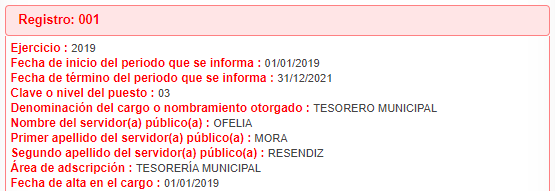 Registro: 001
Ejercicio : 2019
Fecha de inicio del periodo que se informa : 01/01/2019
Fecha de término del periodo que se informa : 31/12/2021
Clave o nivel del puesto : 03
Denominación del cargo o nombramiento otorgado : TESORERO MUNICIPAL
Nombre del servidor(a) público(a) : OFELIA
Primer apellido del servidor(a) público(a) : MORA
Segundo apellido del servidor(a) público(a) : RESENDIZ
Área de adscripción : TESORERÍA MUNICIPAL
Fecha de alta en el cargo : 01/01/2019